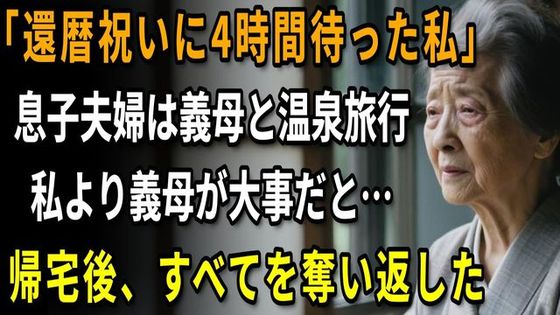 「還暦祝いに4時間待った私」
息子夫婦は義母と温泉旅行
私より義母が大事だと…
帰宅後、すべてを奪い返した